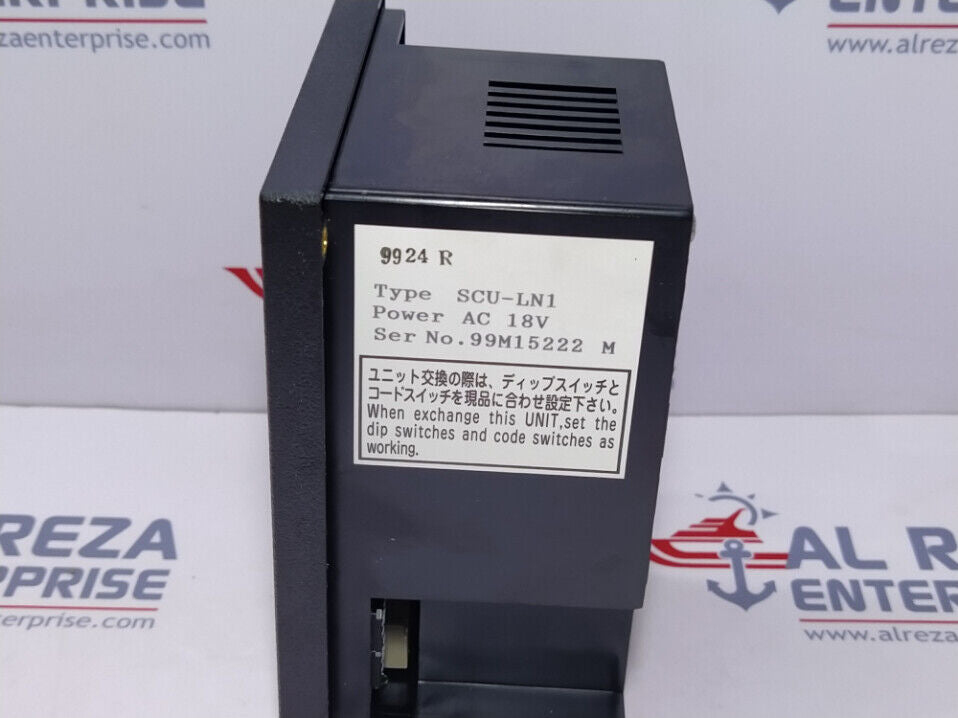 ERPRISE
zaenterprise.com
ENTER
www.alreza
9924 R
Type SCU-LN1
Power AC 18V
Ser No.99M15222 M
ユニット交換の際は、ディップスイッチと
コードスイッチを現品に合わせ設定下さい。
When exchange this UNIT,set the
dip switches and code switches as
working.
REZA
PRISE
erprise.com
AL R
ENTER
www.alreza